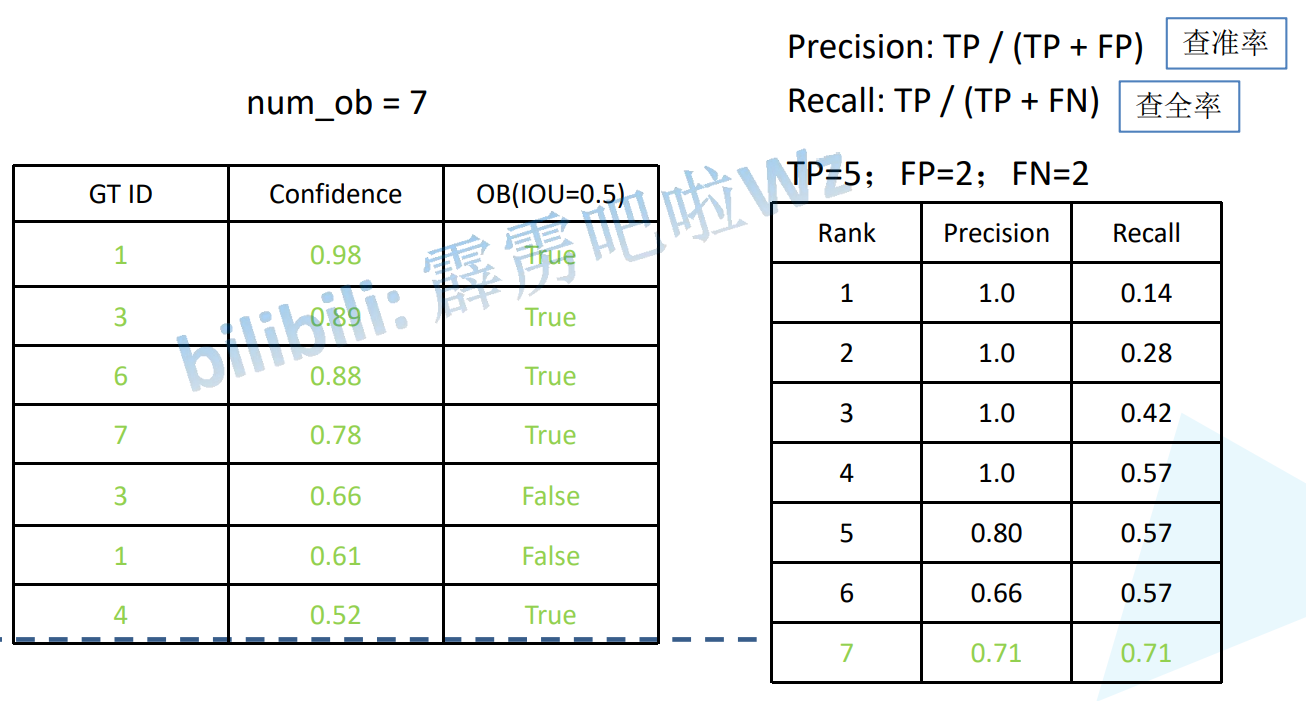 Precision: TP / (TP + FP) 查准率
num_ob = 7
Recall: TP / (TP + FN) 查全率
TP=5；FP=2；FN=2
GT ID Confidence OB(IOU=0.5)
1 0.98 True
3 0.89 True
6 0.88 True
7 0.78 True
3 0.66 False
1 0.61 False
4 0.52 True
Rank Precision Recall
1 1.0 0.14
2 1.0 0.28
3 1.0 0.42
4 1.0 0.57
5 0.80 0.57
6 0.66 0.57
7 0.71 0.71
bilibili: 霹雳吧啦Wz